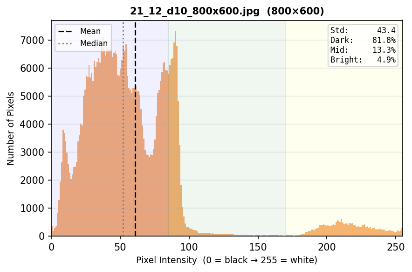 21_12_d10_800x600.jpg  (800×600)
Mean
Median
Std: 43.4
Dark: 81.8%
Mid: 13.3%
Bright: 4.9%
7000
6000
5000
4000
3000
2000
1000
0
Number of Pixels
0 50 100 150 200 250
Pixel Intensity  (0 = black → 255 = white)